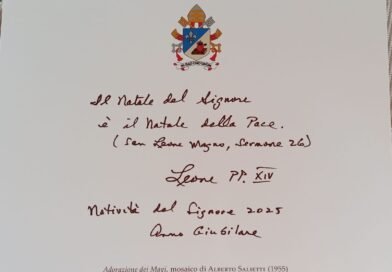 Il Natale del Signore
è il Natale della Pace.
(San Leone Magno, Sermone 26)
Leone PP. XIV
Natività del Signore 2025
Anno Giubilare
Adorazione dei Magi, mosaico di ALBERTO SALIETTI (1955)